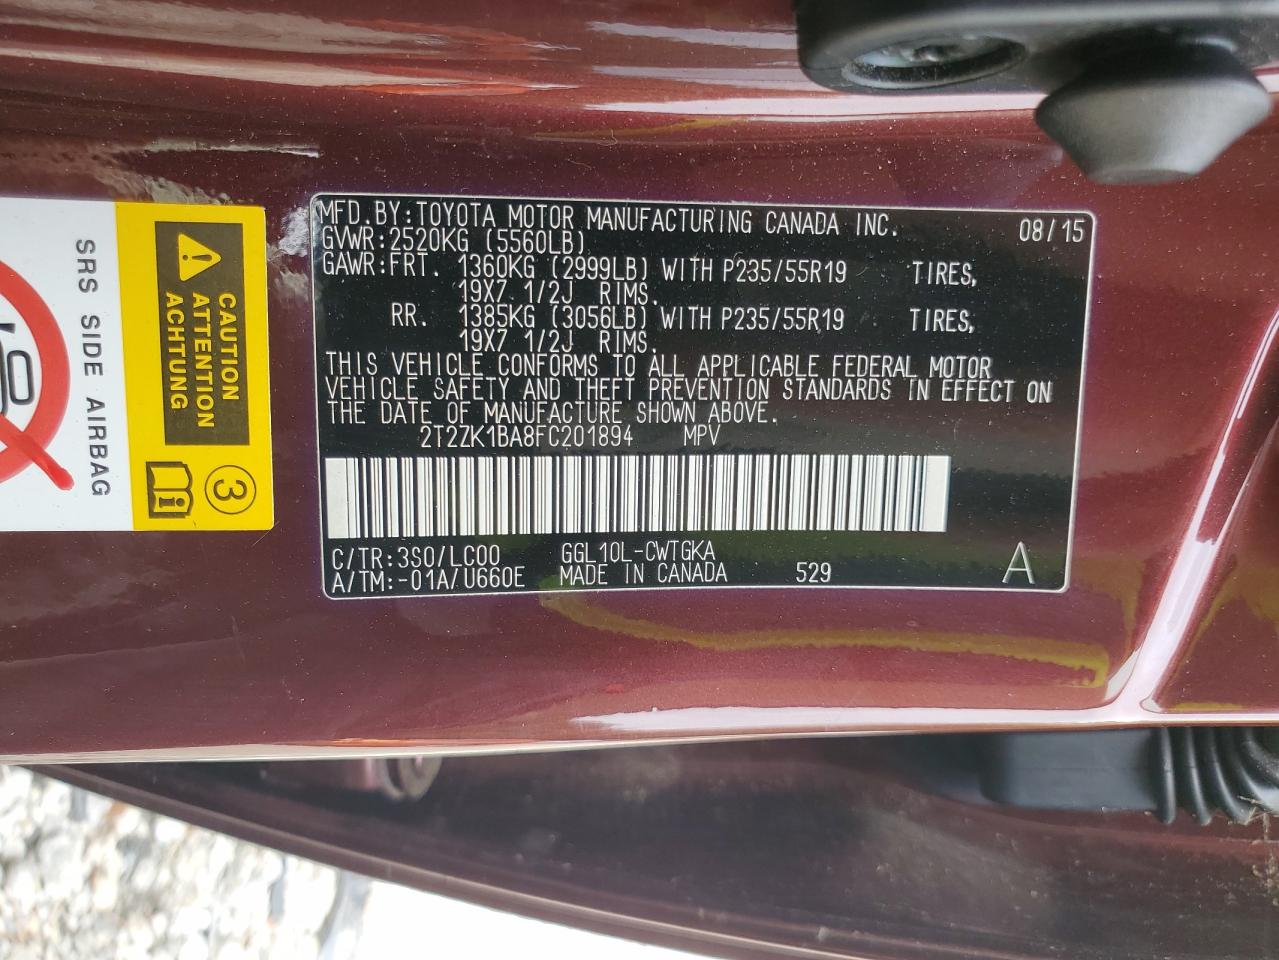 MFD.BY:TOYOTA MOTOR MANUFACTURING CANADA INC. 08/15
GVWR:2520KG (5560LB)
GAWR:FRT. 1360KG (2999LB) WITH P235/55R19 TIRES,
19X7 1/2J RIMS.
RR. 1385KG (3056LB) WITH P235/55R19 TIRES,
19X7 1/2J RIMS.
THIS VEHICLE CONFORMS TO ALL APPLICABLE FEDERAL MOTOR
VEHICLE SAFETY AND THEFT PREVENTION STANDARDS IN EFFECT ON
THE DATE OF MANUFACTURE SHOWN ABOVE.
2T2ZK1BA8FC201894 MPV
C/TR:3S0/LC00 GGL10L-CWTGKA
A/TM:-01A/U660E MADE IN CANADA 529 A
CAUTION
ATTENTION
ACHTUNG
3
SRS SIDE AIRBAG